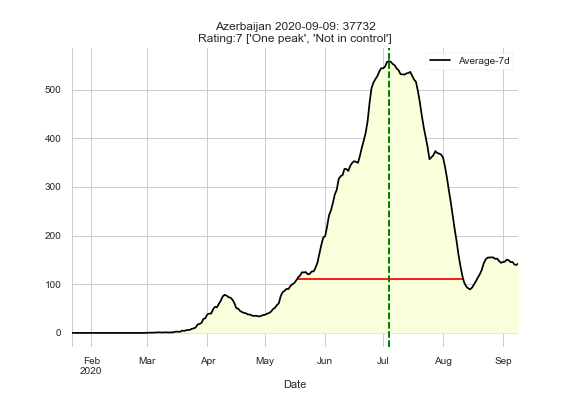 Azerbaijan 2020-09-09: 37732
Rating:7 ['One peak', 'Not in control']
Average-7d
500
400
300
200
100
0
Feb Mar Apr May Jun Jul Aug Sep
2020
Date